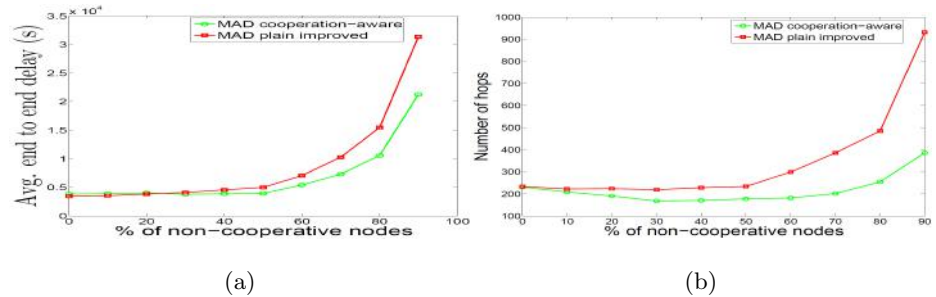 x 10⁴
3.5
3
2.5
2
1.5
1
0.5
0
0 20 40 60 80 100
Avg. end to end delay (s)
% of non-cooperative nodes
MAD cooperation-aware
MAD plain improved
(a)
1000
900
800
700
600
500
400
300
200
100
0 10 20 30 40 50 60 70 80 90
Number of hops
% of non-cooperative nodes
MAD cooperation-aware
MAD plain improved
(b)